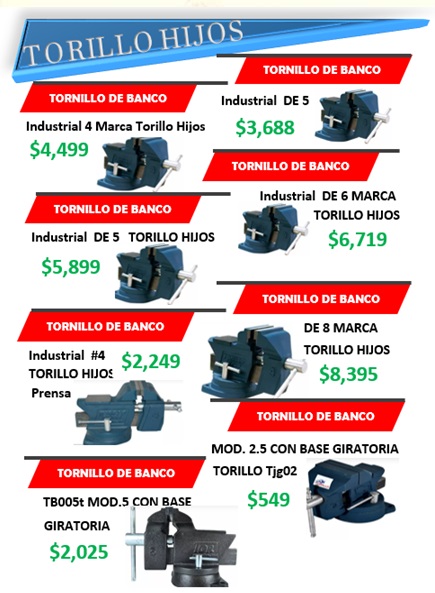 TORILLO HIJOS
TORNILLO DE BANCO
Industrial 4 Marca Torillo Hijos
$4,499
TORNILLO DE BANCO
Industrial DE 5
$3,688
TORNILLO DE BANCO
Industrial DE 6 MARCA
TORILLO HIJOS
$6,719
TORNILLO DE BANCO
Industrial DE 5 TORILLO HIJOS
$5,899
TORNILLO DE BANCO
DE 8 MARCA
TORILLO HIJOS
$8,395
TORNILLO DE BANCO
Industrial #4
TORILLO HIJOS
Prensa
$2,249
TORNILLO DE BANCO
MOD. 2.5 CON BASE GIRATORIA
TORILLO Tjg02
$549
TORNILLO DE BANCO
TB005t MOD.5 CON BASE
GIRATORIA
$2,025